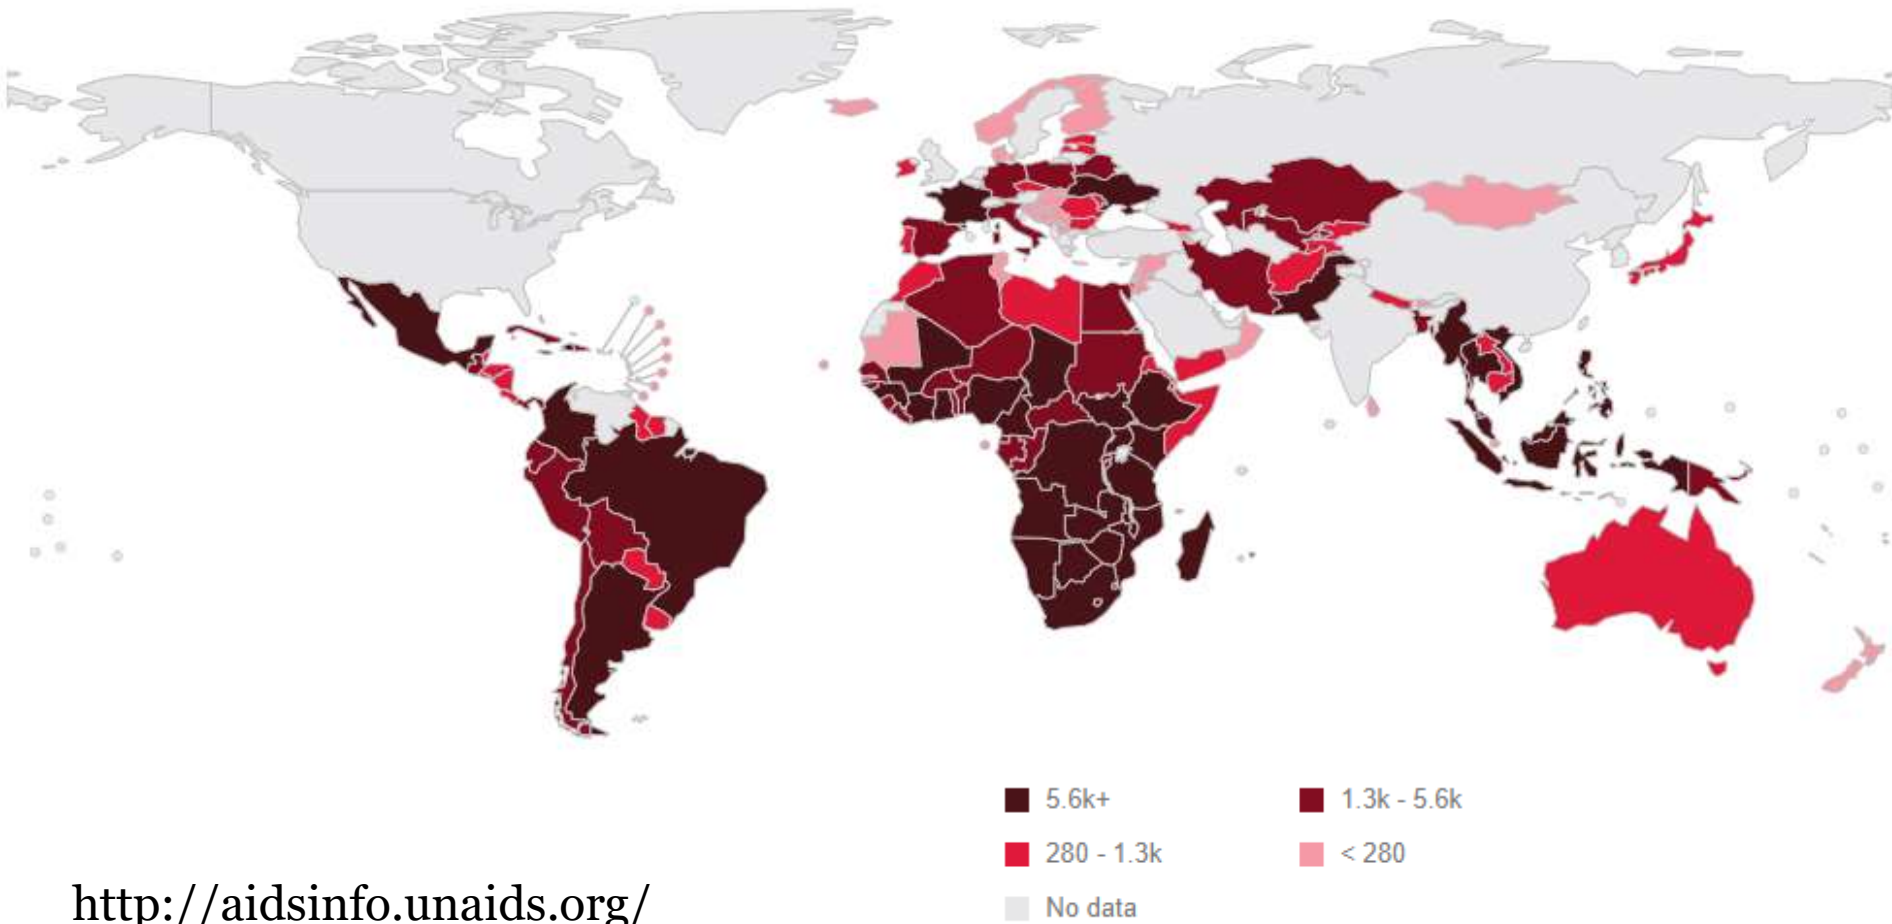 5.6k+
1.3k - 5.6k
280 - 1.3k
< 280
No data
http://aidsinfo.unaids.org/